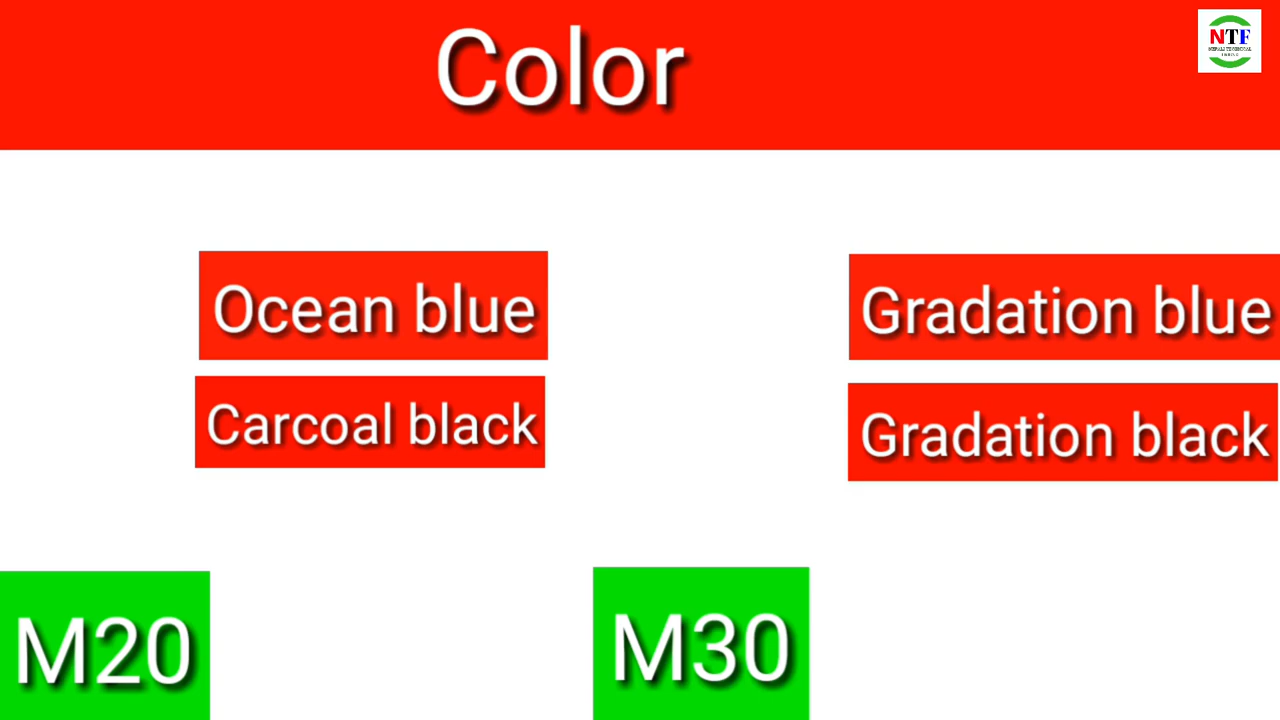 Color
NTF
Ocean blue
Gradation blue
Carcoal black
Gradation black
M20
M30